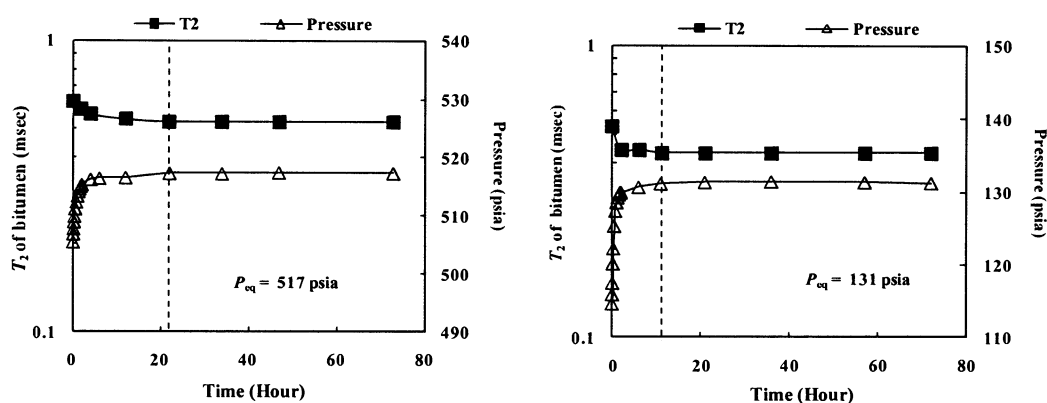 T2 Pressure
1
0.1
T2 of bitumen (msec)
540
530
520
510
500
490
Pressure (psia)
Peq = 517 psia
0 20 40 60 80
Time (Hour)
T2 Pressure
1
0.1
T2 of bitumen (msec)
150
140
130
120
110
Pressure (psia)
Peq = 131 psia
0 20 40 60 80
Time (Hour)